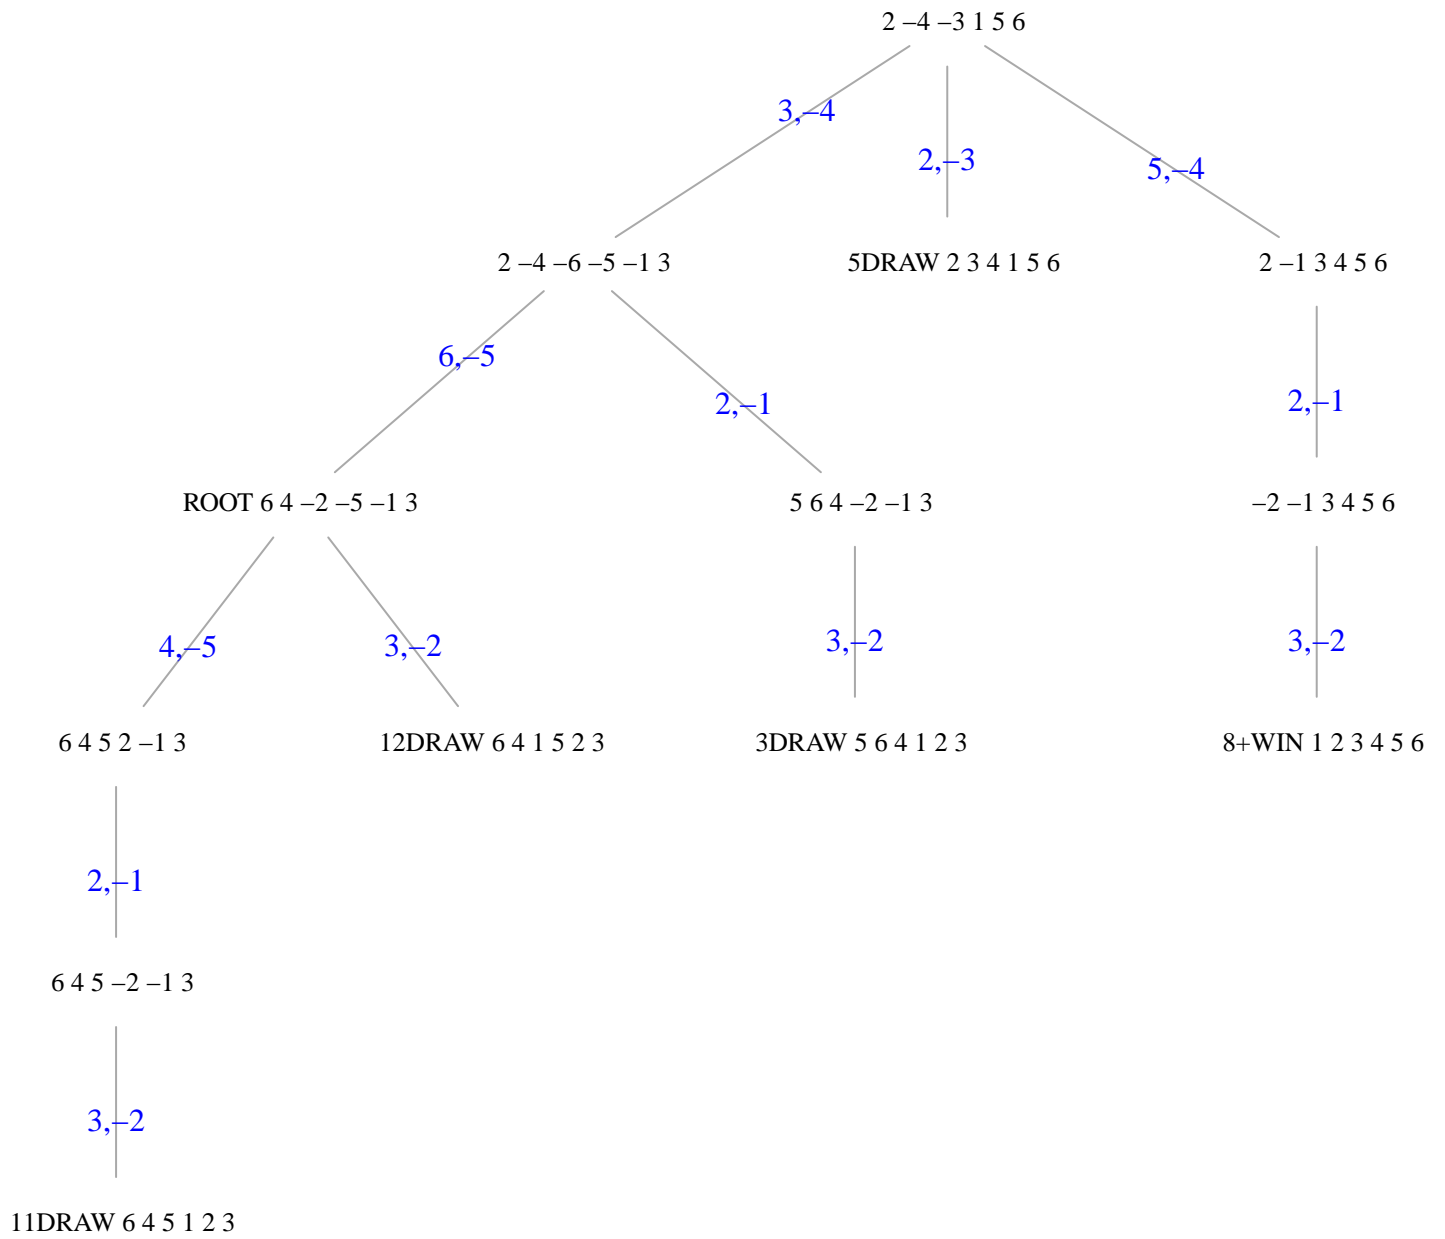 2 –4 –3 1 5 6
3,–4
2,–3
5,–4
2 –4 –6 –5 –1 3
5DRAW 2 3 4 1 5 6
2 –1 3 4 5 6
6,–5
2,–1
2,–1
ROOT 6 4 –2 –5 –1 3
5 6 4 –2 –1 3
–2 –1 3 4 5 6
4,–5
3,–2
3,–2
3,–2
6 4 5 2 –1 3
12DRAW 6 4 1 5 2 3
3DRAW 5 6 4 1 2 3
8+WIN 1 2 3 4 5 6
2,–1
6 4 5 –2 –1 3
3,–2
11DRAW 6 4 5 1 2 3